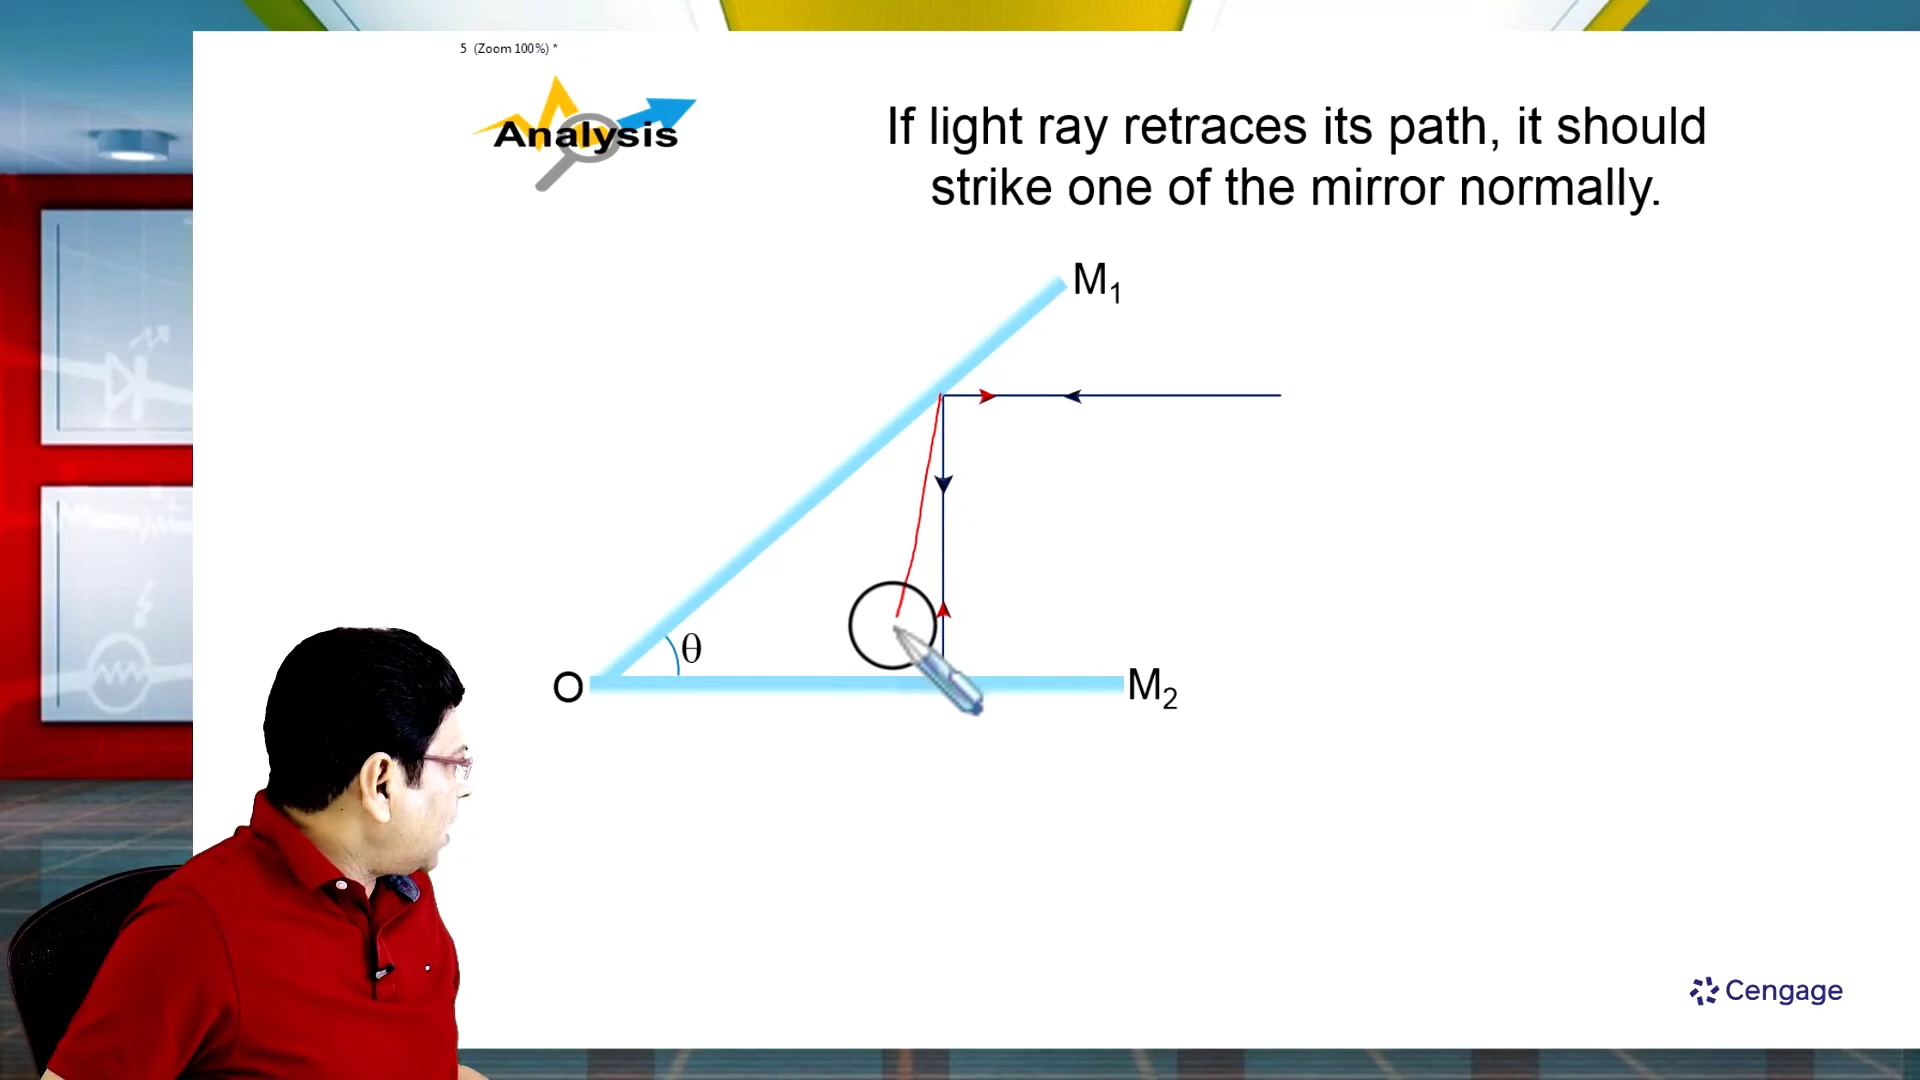 5 (Zoom 100%) *
Analysis
If light ray retraces its path, it should
strike one of the mirror normally.
M₁
θ
O
M₂
Cengage